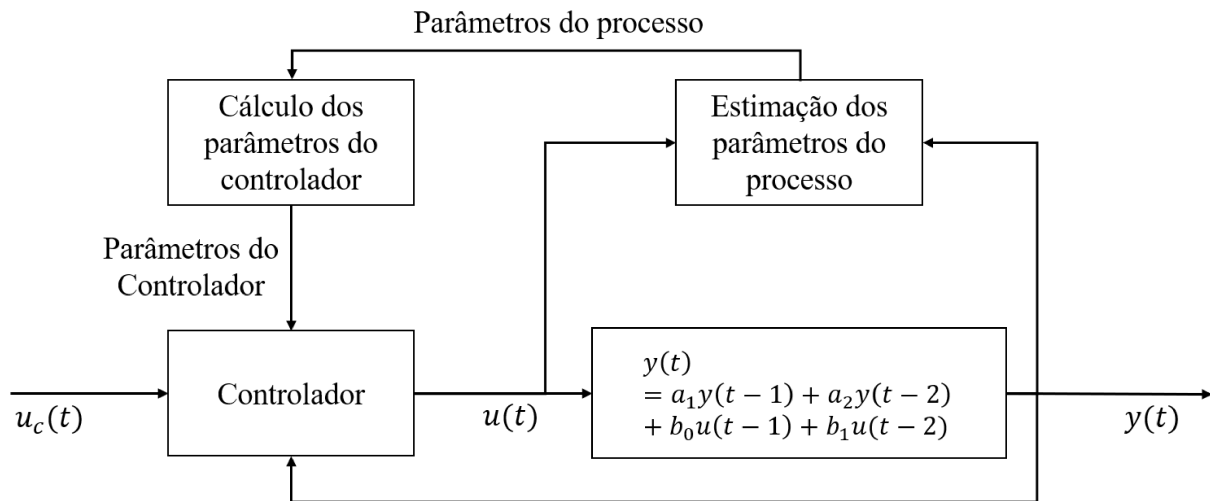 Parâmetros do processo
Cálculo dos
parâmetros do
controlador
Estimação dos
parâmetros do
processo
Parâmetros do
Controlador
Controlador
y(t)
= a₁y(t − 1) + a₂y(t − 2)
+ b₀u(t − 1) + b₁u(t − 2)
u_c(t)
u(t)
y(t)